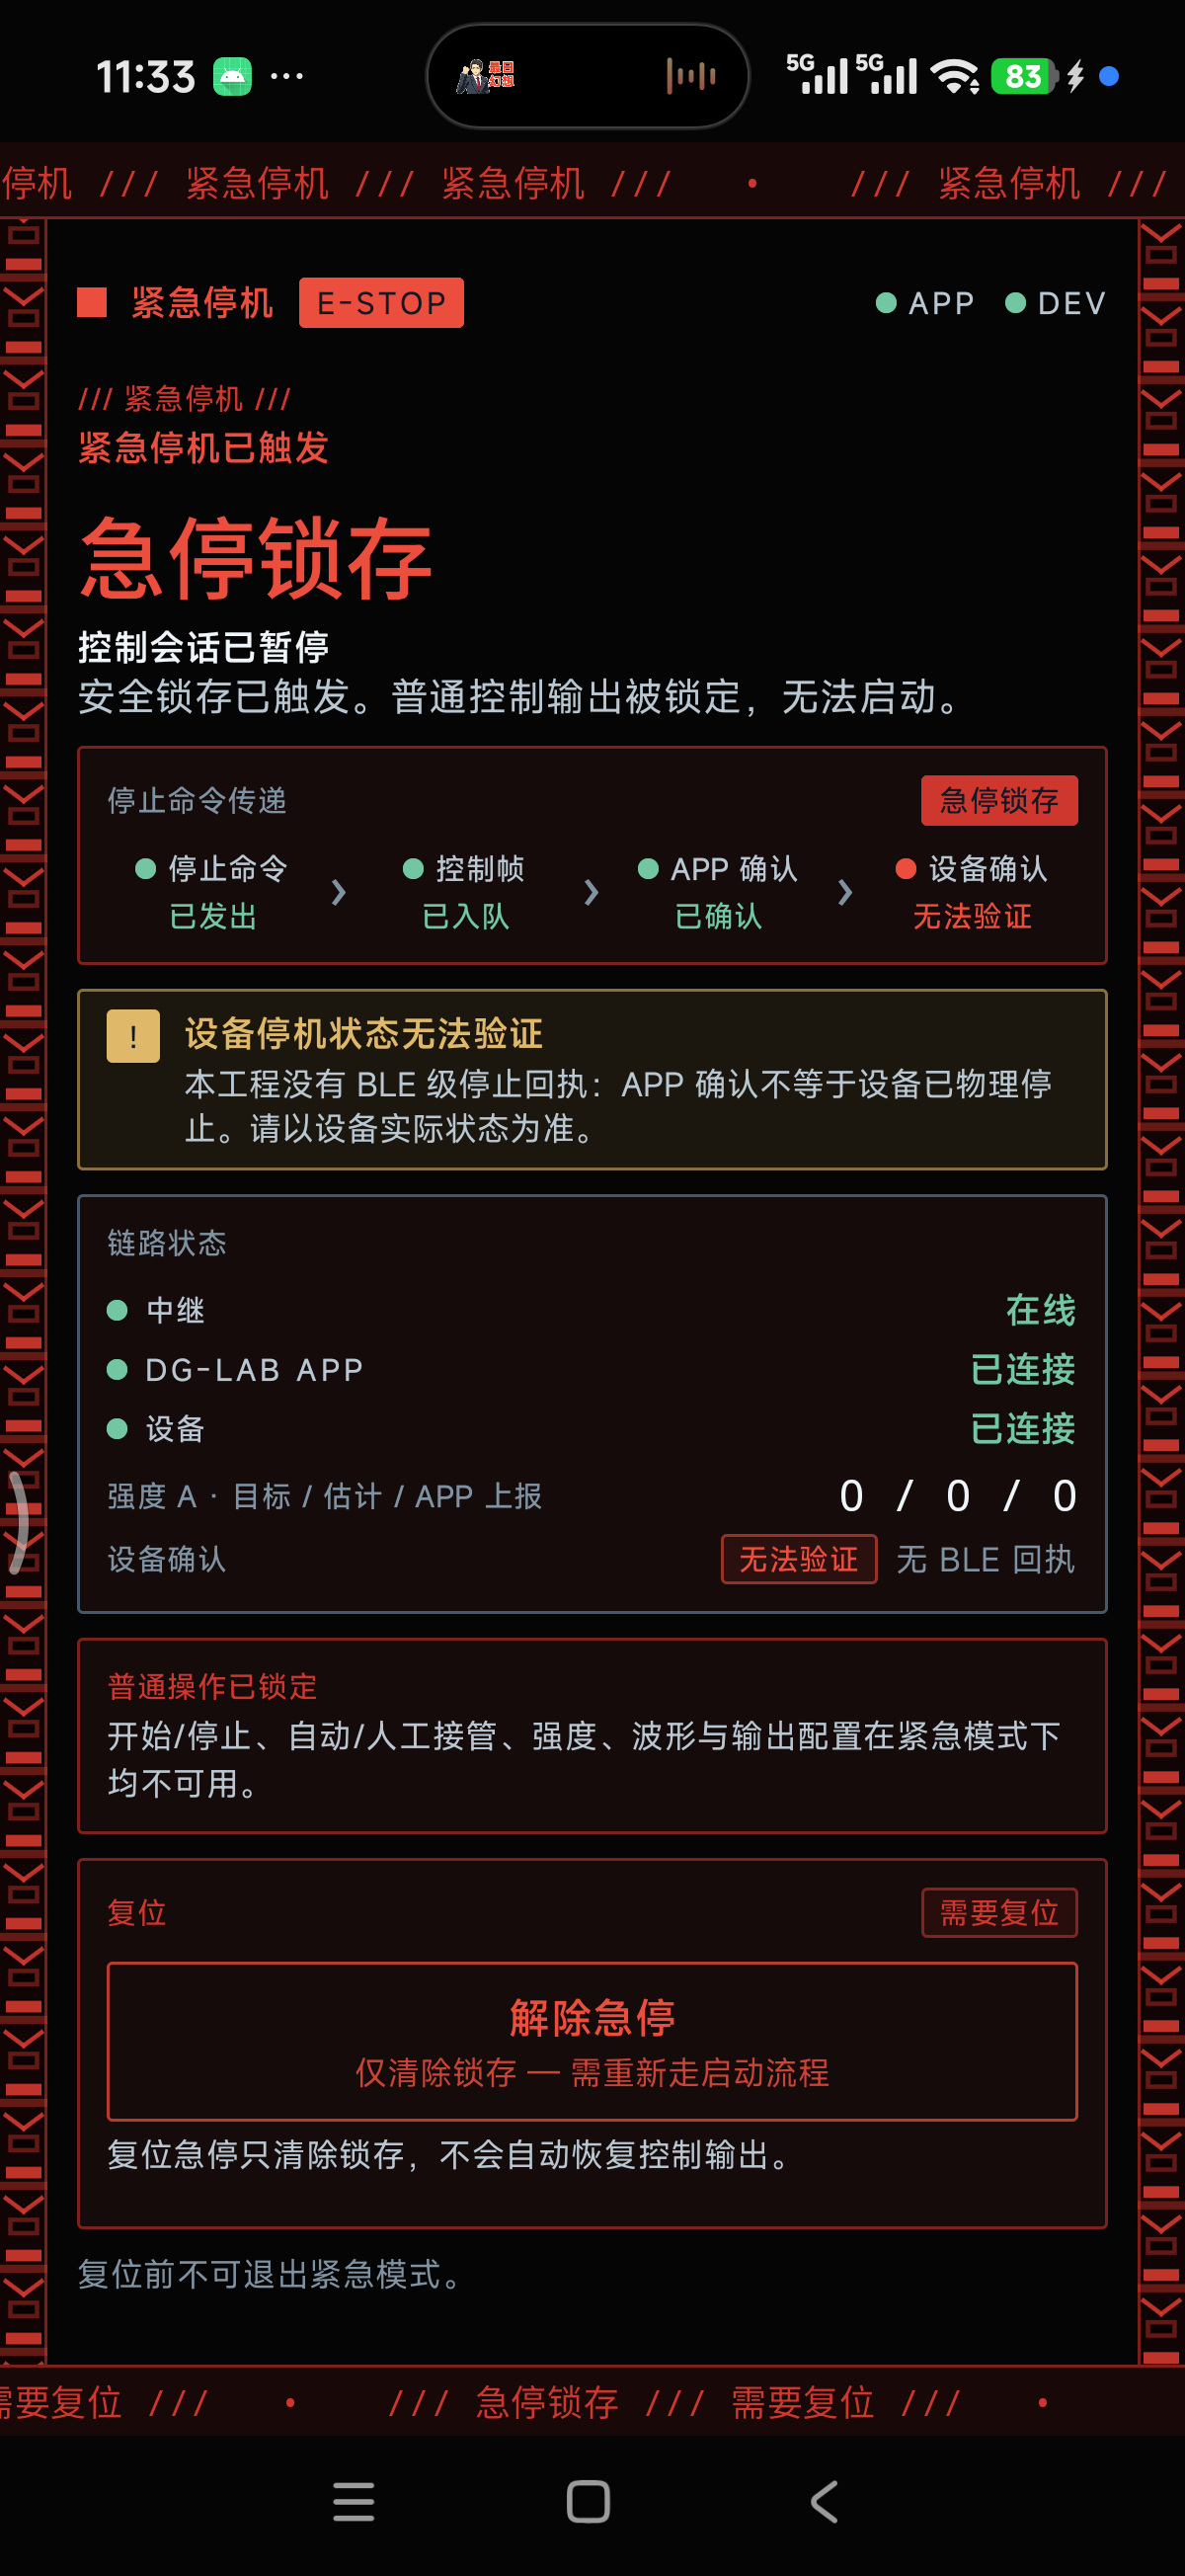 11:33
最日
幻想
5G 5G 83
停机 /// 紧急停机 /// 紧急停机 /// • /// 紧急停机 ///
紧急停机 E-STOP APP DEV
/// 紧急停机 ///
紧急停机已触发
急停锁存
控制会话已暂停
安全锁存已触发。普通控制输出被锁定，无法启动。
停止命令传递 急停锁存
停止命令 › 控制帧 › APP 确认 › 设备确认
已发出 已入队 已确认 无法验证
! 设备停机状态无法验证
本工程没有 BLE 级停止回执：APP 确认不等于设备已物理停
止。请以设备实际状态为准。
链路状态
中继 在线
DG-LAB APP 已连接
设备 已连接
强度 A · 目标 / 估计 / APP 上报 0 / 0 / 0
设备确认 无法验证 无 BLE 回执
普通操作已锁定
开始/停止、自动/人工接管、强度、波形与输出配置在紧急模式下
均不可用。
复位 需要复位
解除急停
仅清除锁存 — 需重新走启动流程
复位急停只清除锁存，不会自动恢复控制输出。
复位前不可退出紧急模式。
需要复位 /// • /// 急停锁存 /// 需要复位 /// •